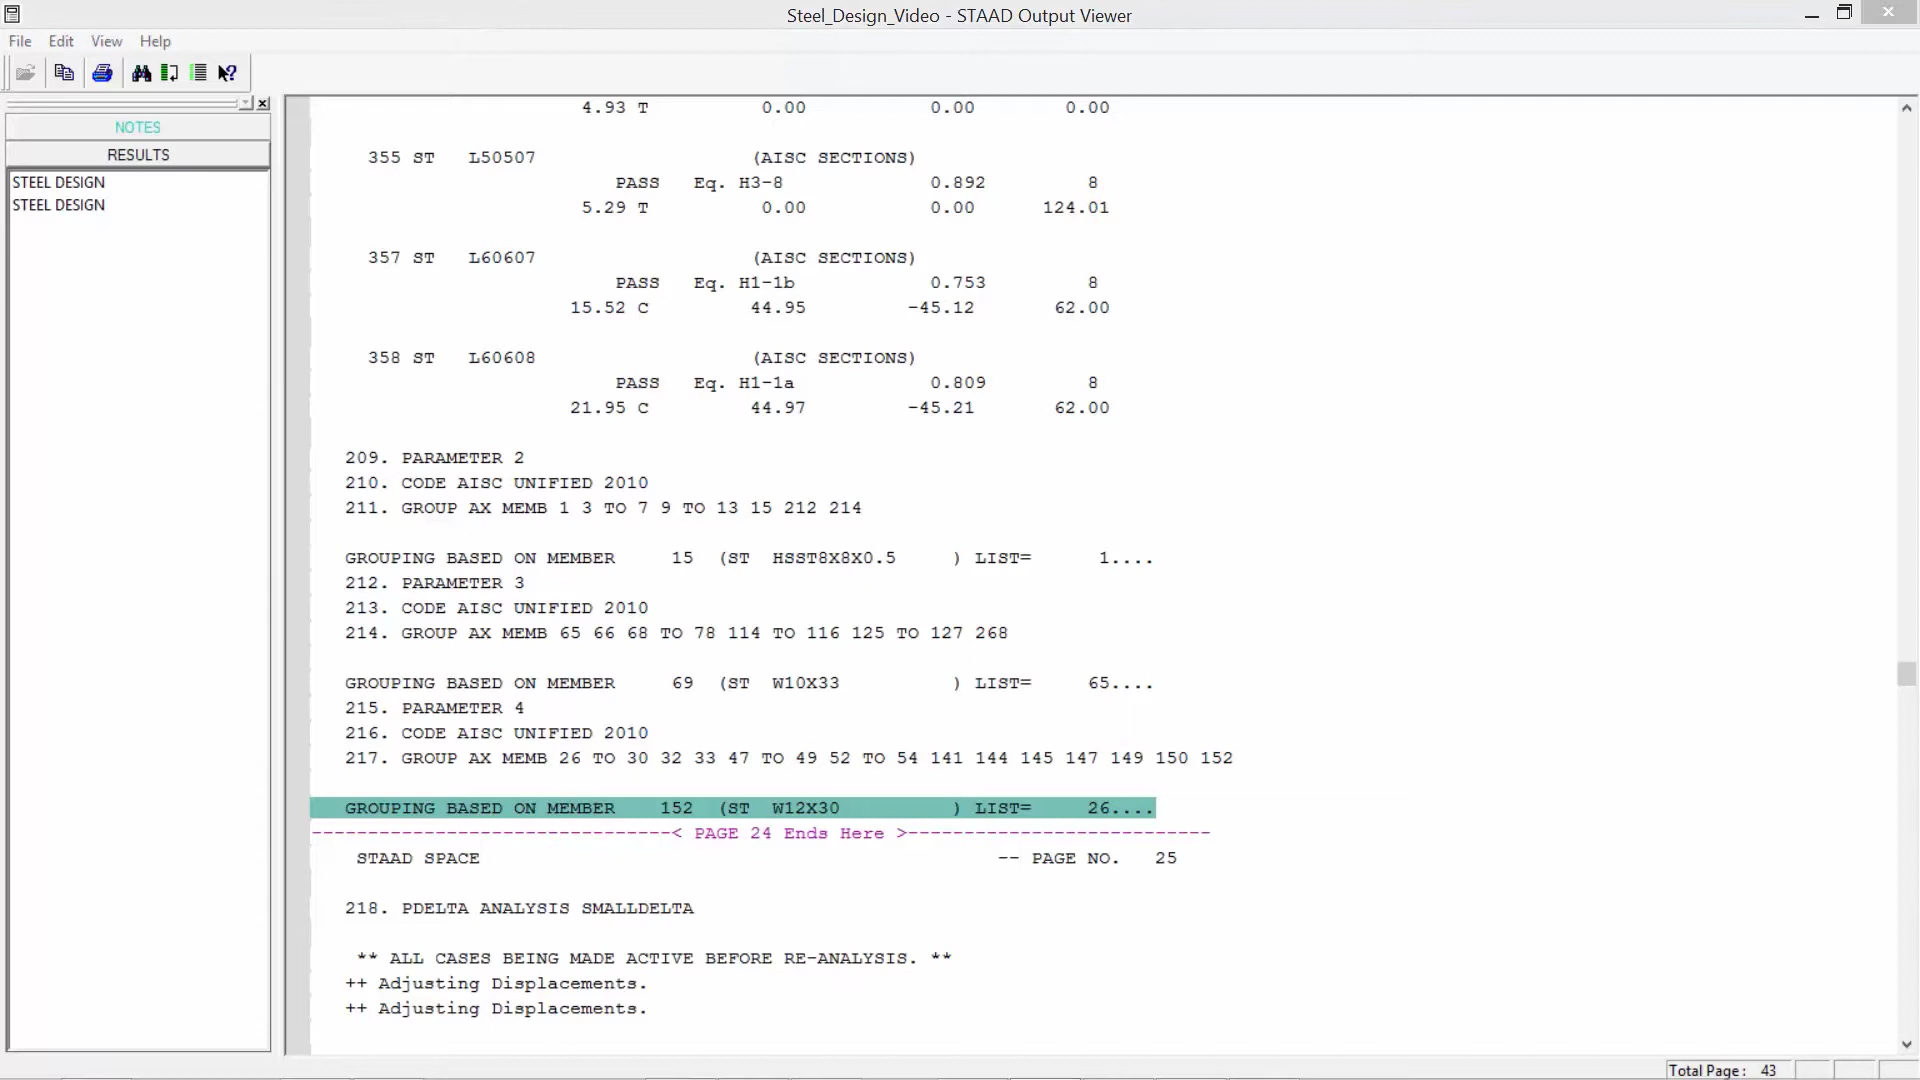 Steel_Design_Video - STAAD Output Viewer
File Edit View Help
NOTES
RESULTS
STEEL DESIGN
STEEL DESIGN
4.93 T 0.00 0.00 0.00
355 ST L50507 (AISC SECTIONS)
PASS Eq. H3-8 0.892 8
5.29 T 0.00 0.00 124.01
357 ST L60607 (AISC SECTIONS)
PASS Eq. H1-1b 0.753 8
15.52 C 44.95 -45.12 62.00
358 ST L60608 (AISC SECTIONS)
PASS Eq. H1-1a 0.809 8
21.95 C 44.97 -45.21 62.00
209. PARAMETER 2
210. CODE AISC UNIFIED 2010
211. GROUP AX MEMB 1 3 TO 7 9 TO 13 15 212 214
GROUPING BASED ON MEMBER 15 (ST HSST8X8X0.5 ) LIST= 1....
212. PARAMETER 3
213. CODE AISC UNIFIED 2010
214. GROUP AX MEMB 65 66 68 TO 78 114 TO 116 125 TO 127 268
GROUPING BASED ON MEMBER 69 (ST W10X33 ) LIST= 65....
215. PARAMETER 4
216. CODE AISC UNIFIED 2010
217. GROUP AX MEMB 26 TO 30 32 33 47 TO 49 52 TO 54 141 144 145 147 149 150 152
GROUPING BASED ON MEMBER 152 (ST W12X30 ) LIST= 26....
--------------------------------< PAGE 24 Ends Here >---------------------------
STAAD SPACE -- PAGE NO. 25
218. PDELTA ANALYSIS SMALLDELTA
** ALL CASES BEING MADE ACTIVE BEFORE RE-ANALYSIS. **
++ Adjusting Displacements.
++ Adjusting Displacements.
Total Page : 43